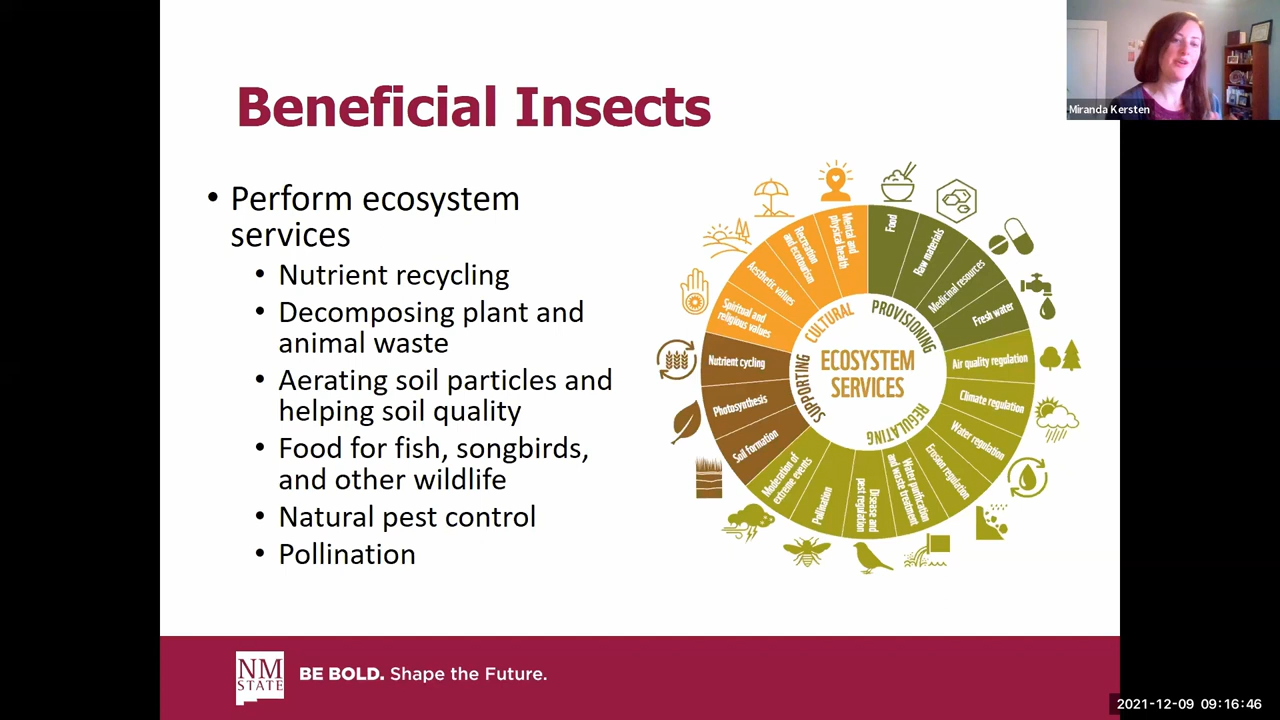 Beneficial Insects
Miranda Kersten
• Perform ecosystem
services
• Nutrient recycling
• Decomposing plant and
animal waste
• Aerating soil particles and
helping soil quality
• Food for fish, songbirds,
and other wildlife
• Natural pest control
• Pollination
ECOSYSTEM
SERVICES
PROVISIONING
Food
Raw materials
Medicinal resources
Fresh water
REGULATING
Air quality regulation
Climate regulation
Water regulation
Erosion regulation
Water purification
and waste treatment
Disease and
pest regulation
Pollination
Moderation of
extreme events
SUPPORTING
Soil formation
Photosynthesis
Nutrient cycling
CULTURAL
Spiritual and
religious values
Aesthetic values
Recreation
and ecotourism
Mental and
physical health
NM
STATE
BE BOLD. Shape the Future.
2021-12-09 09:16:46